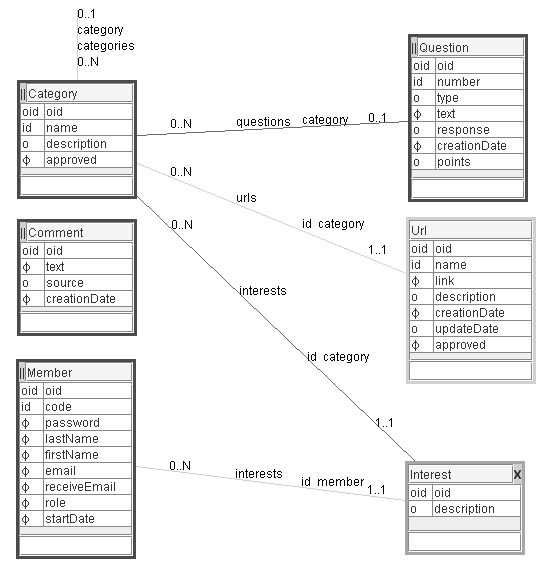 0..1
category
categories
0..N
Category
oid oid
id name
o description
ϕ approved
Question
oid oid
id number
o type
ϕ text
o response
ϕ creationDate
o points
0..N questions category 0..1
0..N
urls
id category
1..1
0..N
interests
id category
1..1
Comment
oid oid
ϕ text
o source
ϕ creationDate
Url
oid oid
id name
ϕ link
o description
ϕ creationDate
o updateDate
ϕ approved
Member
oid oid
id code
ϕ password
ϕ lastName
ϕ firstName
ϕ email
ϕ receiveEmail
ϕ role
ϕ startDate
0..N interests id member 1..1
Interest X
oid oid
o description